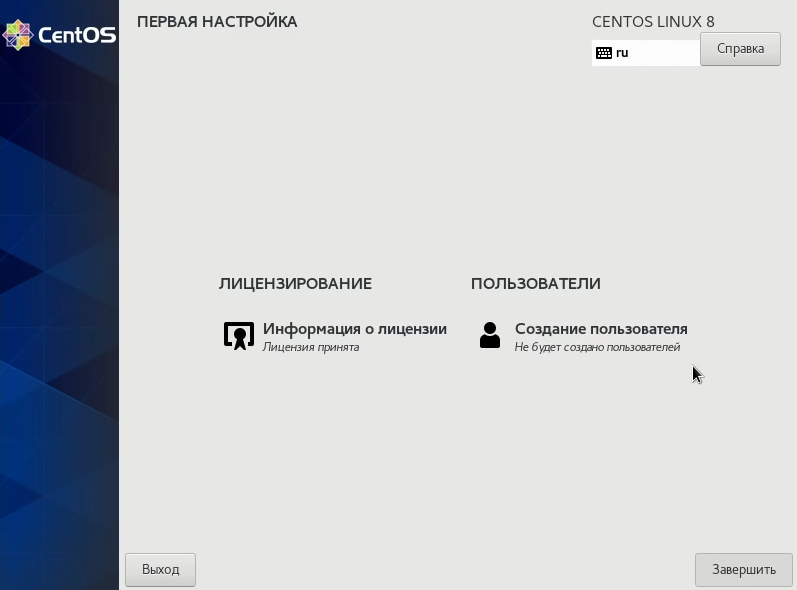 CentOS
ПЕРВАЯ НАСТРОЙКА
CENTOS LINUX 8
ru
Справка
ЛИЦЕНЗИРОВАНИЕ
Информация о лицензии
Лицензия принята
ПОЛЬЗОВАТЕЛИ
Создание пользователя
Не будет создано пользователей
Выход
Завершить